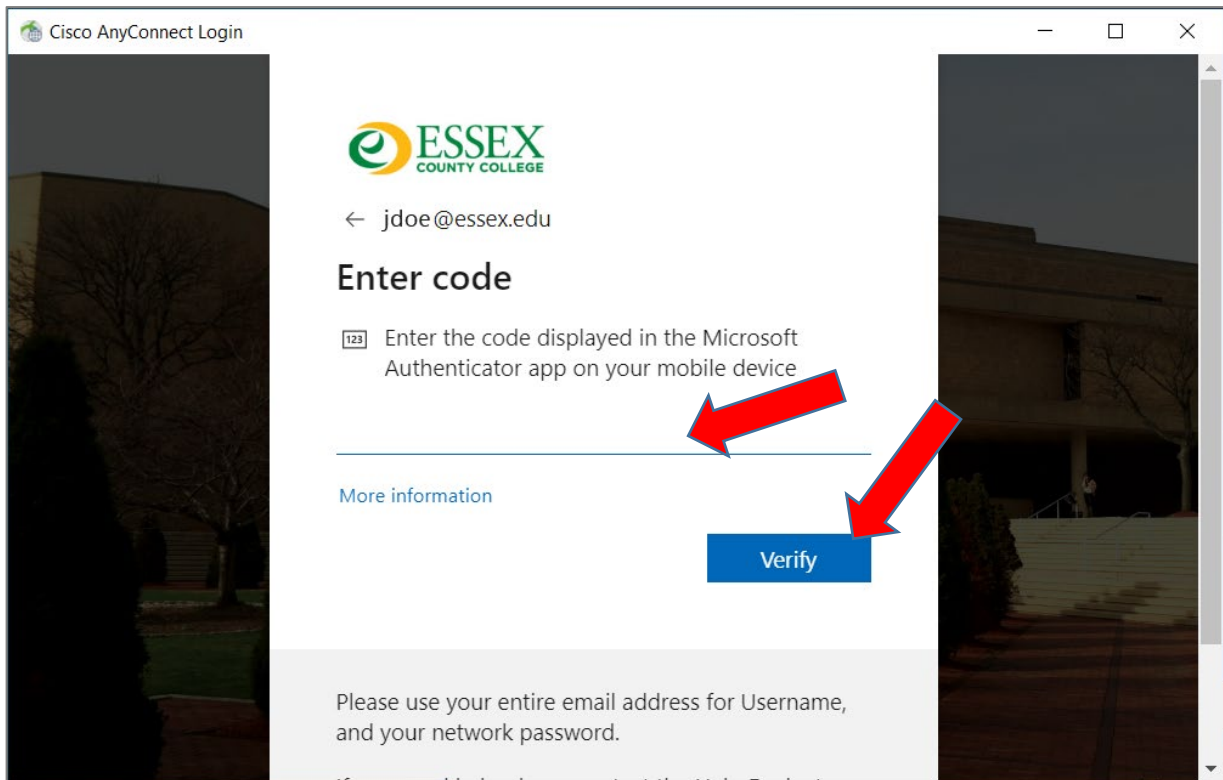 Cisco AnyConnect Login
ESSEX
COUNTY COLLEGE
jdoe@essex.edu
Enter code
123
Enter the code displayed in the Microsoft
Authenticator app on your mobile device
More information
Verify
Please use your entire email address for Username,
and your network password.